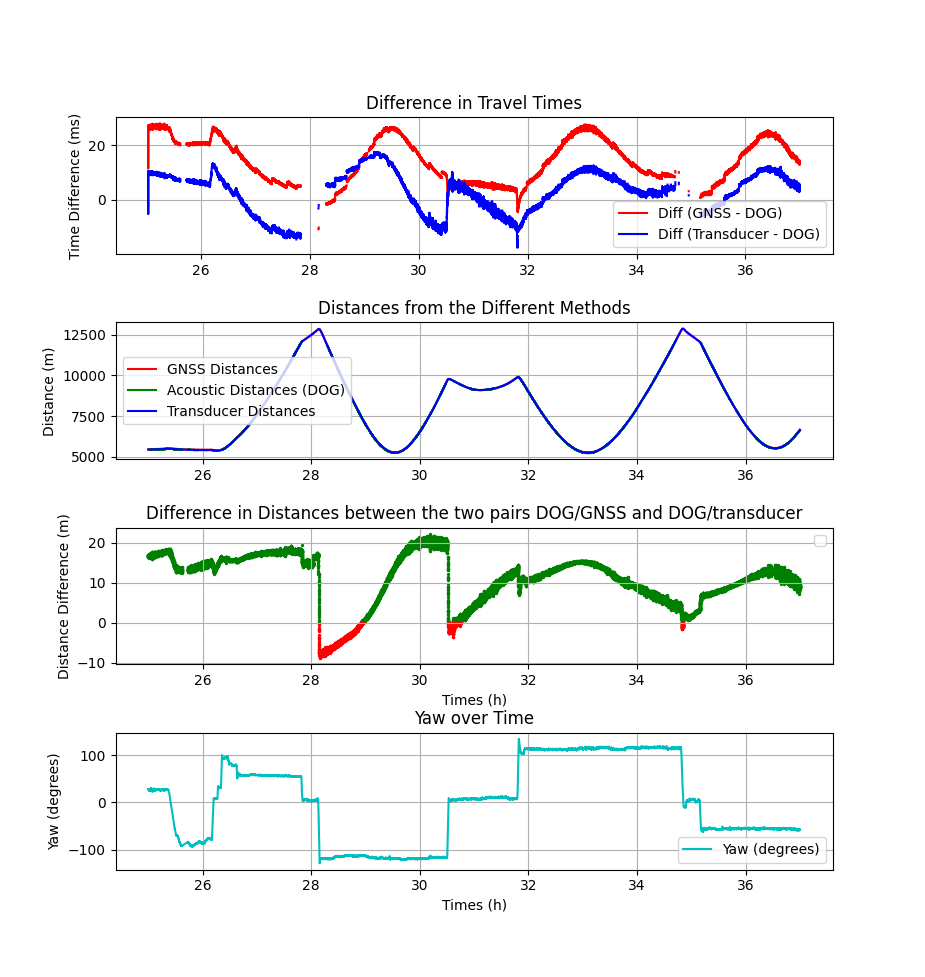 Difference in Travel Times
Time Difference (ms)
20
0
Diff (GNSS - DOG)
Diff (Transducer - DOG)
26 28 30 32 34 36
Distances from the Different Methods
Distance (m)
12500
10000
7500
5000
GNSS Distances
Acoustic Distances (DOG)
Transducer Distances
26 28 30 32 34 36
Difference in Distances between the two pairs DOG/GNSS and DOG/transducer
Distance Difference (m)
20
10
0
−10
26 28 30 32 34 36
Times (h)
Yaw over Time
Yaw (degrees)
100
0
−100
Yaw (degrees)
26 28 30 32 34 36
Times (h)